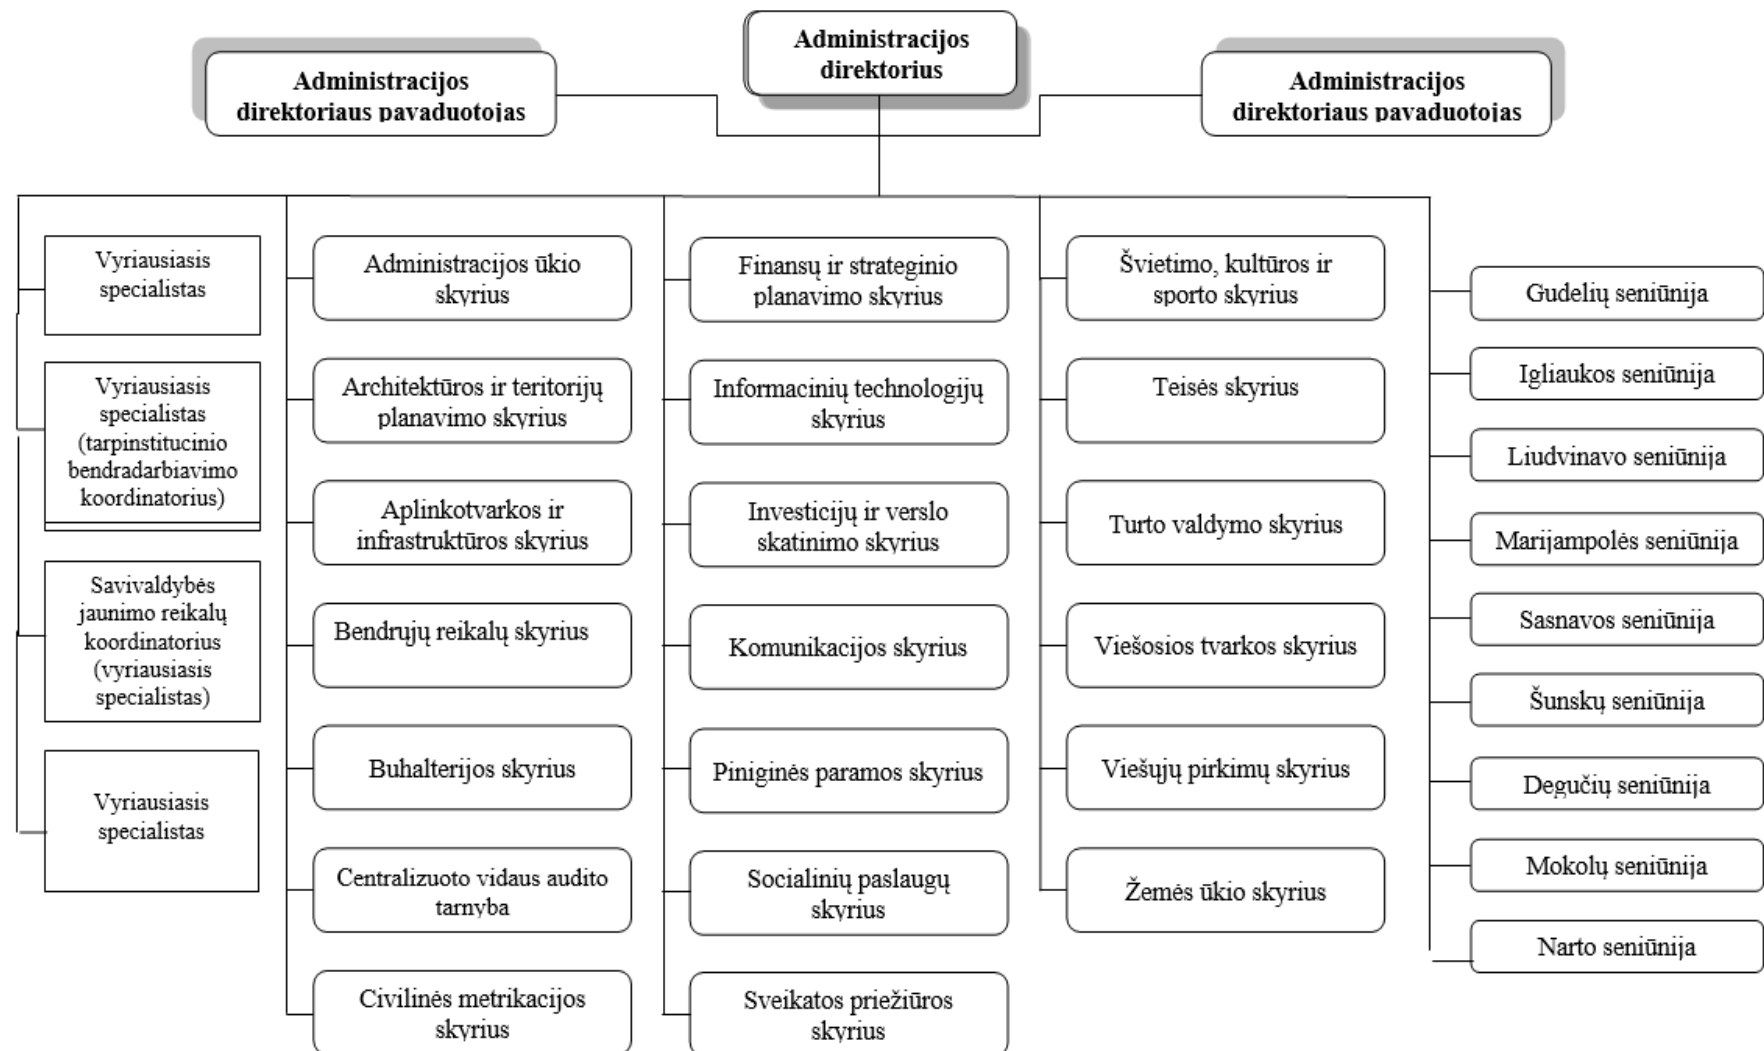 Administracijos
direktorius
Administracijos
direktoriaus pavaduotojas
Administracijos
direktoriaus pavaduotojas
Vyriausiasis
specialistas
Vyriausiasis
specialistas
(tarpinstitucinio
bendradarbiavimo
koordinatorius)
Savivaldybės
jaunimo reikalų
koordinatorius
(vyriausiasis
specialistas)
Vyriausiasis
specialistas
Administracijos ūkio
skyrius
Architektūros ir teritorijų
planavimo skyrius
Aplinkotvarkos ir
infrastruktūros skyrius
Bendrųjų reikalų skyrius
Buhalterijos skyrius
Centralizuoto vidaus audito
tarnyba
Civilinės metrikacijos
skyrius
Finansų ir strateginio
planavimo skyrius
Informacinių technologijų
skyrius
Investicijų ir verslo
skatinimo skyrius
Komunikacijos skyrius
Piniginės paramos skyrius
Socialinių paslaugų
skyrius
Sveikatos priežiūros
skyrius
Švietimo, kultūros ir
sporto skyrius
Teisės skyrius
Turto valdymo skyrius
Viešosios tvarkos skyrius
Viešųjų pirkimų skyrius
Žemės ūkio skyrius
Gudelių seniūnija
Igliaukos seniūnija
Liudvinavo seniūnija
Marijampolės seniūnija
Sasnavos seniūnija
Šunskų seniūnija
Degučių seniūnija
Mokolų seniūnija
Narto seniūnija